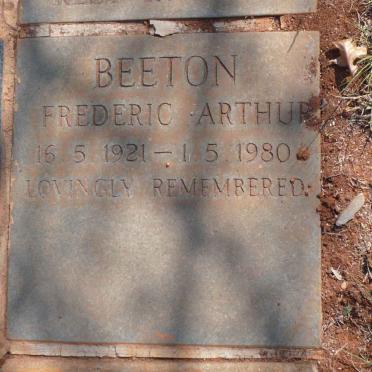 BEETON
FREDERIC ARTHUR
16 5 1921 – 1 5 1980
LOVINGLY REMEMBERED